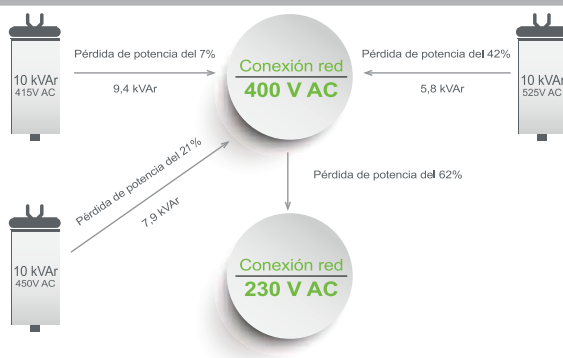 10 kVAr
415V AC
Pérdida de potencia del 7%
9,4 kVAr
Conexión red
400 V AC
Pérdida de potencia del 42%
5,8 kVAr
10 kVAr
525V AC
Pérdida de potencia del 21%
7,9 kVAr
Pérdida de potencia del 62%
10 kVAr
450V AC
Conexión red
230 V AC